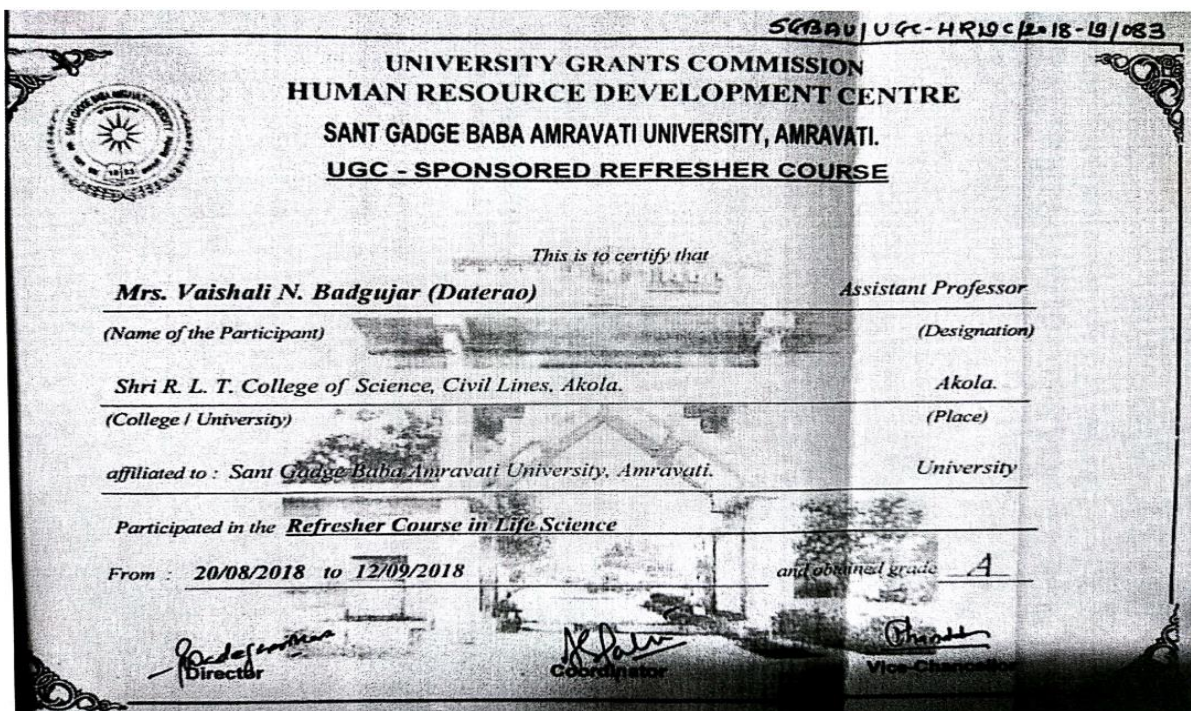 SGBAU/UGC-HRDC/2018-19/083
UNIVERSITY GRANTS COMMISSION
HUMAN RESOURCE DEVELOPMENT CENTRE
SANT GADGE BABA AMRAVATI UNIVERSITY, AMRAVATI.
UGC - SPONSORED REFRESHER COURSE
This is to certify that
Mrs. Vaishali N. Badgujar (Daterao) Assistant Professor
(Name of the Participant) (Designation)
Shri R. L. T. College of Science, Civil Lines, Akola. Akola.
(College / University) (Place)
affiliated to : Sant Gadge Baba Amravati University, Amravati. University
Participated in the Refresher Course in Life Science
From : 20/08/2018 to 12/09/2018 and obtained grade A
Director Coordinator Vice-Chancellor